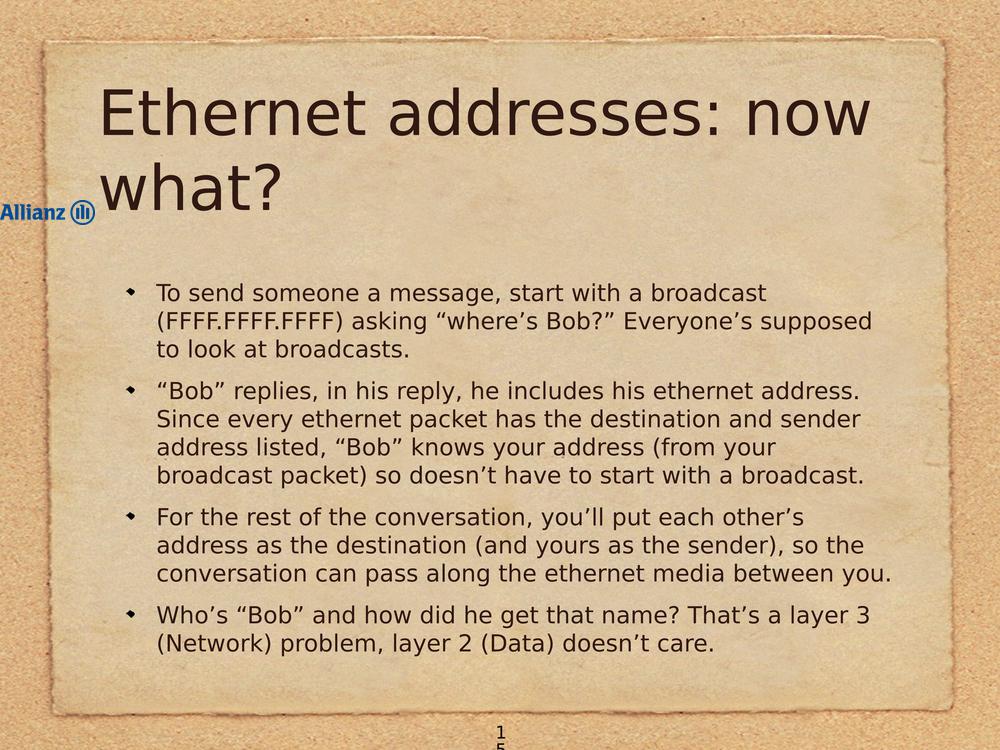 Ethernet addresses: now
what?
Allianz
To send someone a message, start with a broadcast
(FFFF.FFFF.FFFF) asking “where’s Bob?” Everyone’s supposed
to look at broadcasts.
“Bob” replies, in his reply, he includes his ethernet address.
Since every ethernet packet has the destination and sender
address listed, “Bob” knows your address (from your
broadcast packet) so doesn’t have to start with a broadcast.
For the rest of the conversation, you’ll put each other’s
address as the destination (and yours as the sender), so the
conversation can pass along the ethernet media between you.
Who’s “Bob” and how did he get that name? That’s a layer 3
(Network) problem, layer 2 (Data) doesn’t care.
1
5